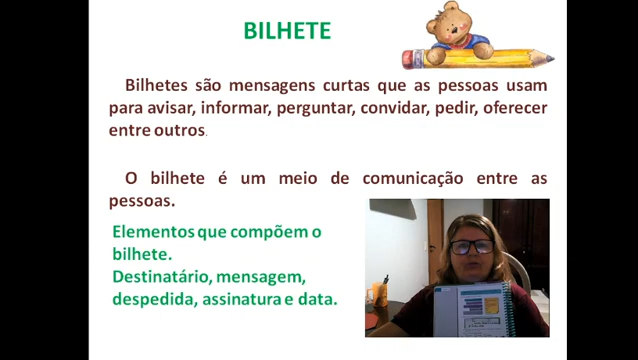 BILHETE
Bilhetes são mensagens curtas que as pessoas usam
para avisar, informar, perguntar, convidar, pedir, oferecer
entre outros.
O bilhete é um meio de comunicação entre as
pessoas.
Elementos que compõem o
bilhete.
Destinatário, mensagem,
despedida, assinatura e data.